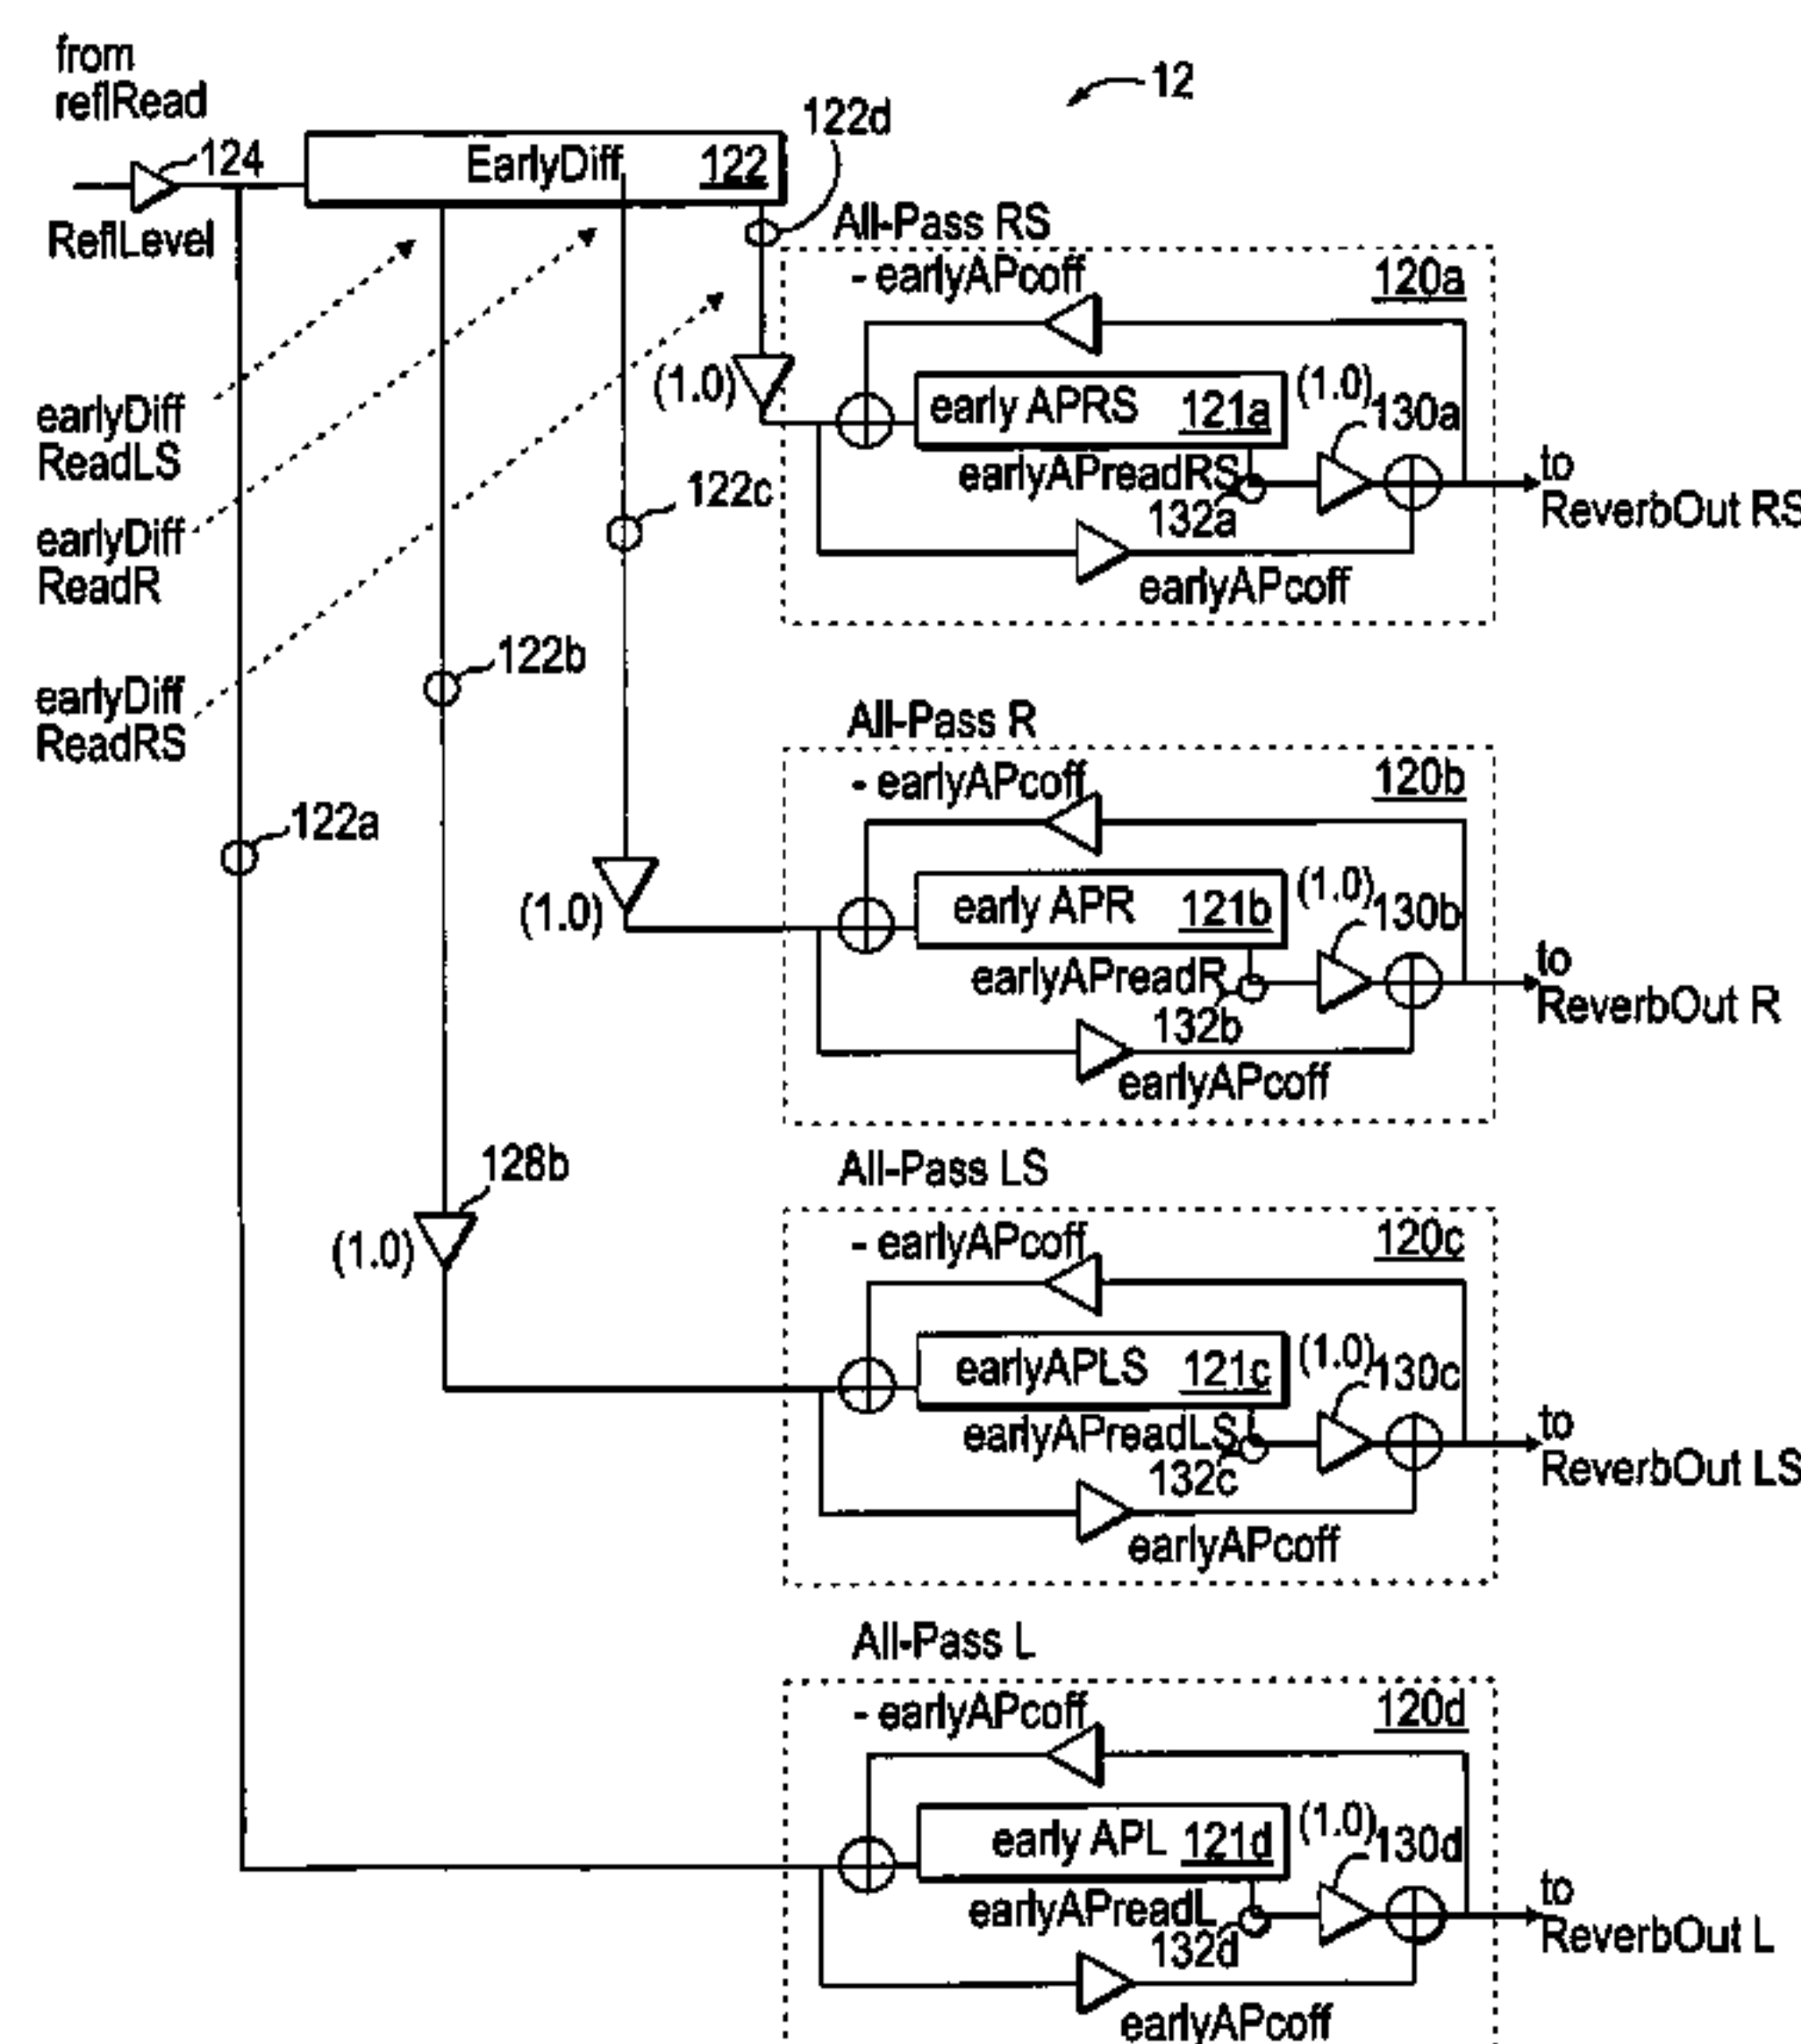 from
reflRead
124
ReflLevel
EarlyDiff 122
122d
12
earlyDiff
ReadLS
earlyDiff
ReadR
earlyDiff
ReadRS
122a
122b
122c
(1.0)
(1.0)
128b
(1.0)
All-Pass RS
- earlyAPcoff 120a
early APRS 121a
(1.0)
130a
earlyAPreadRS
132a
earlyAPcoff
to
ReverbOut RS
All-Pass R
- earlyAPcoff 120b
early APR 121b
(1.0)
130b
earlyAPreadR
132b
earlyAPcoff
to
ReverbOut R
All-Pass LS
- earlyAPcoff 120c
earlyAPLS 121c
(1.0)
130c
earlyAPreadLS
132c
earlyAPcoff
to
ReverbOut LS
All-Pass L
- earlyAPcoff 120d
early APL 121d
(1.0)
130d
earlyAPreadL
132d
earlyAPcoff
to
ReverbOut L